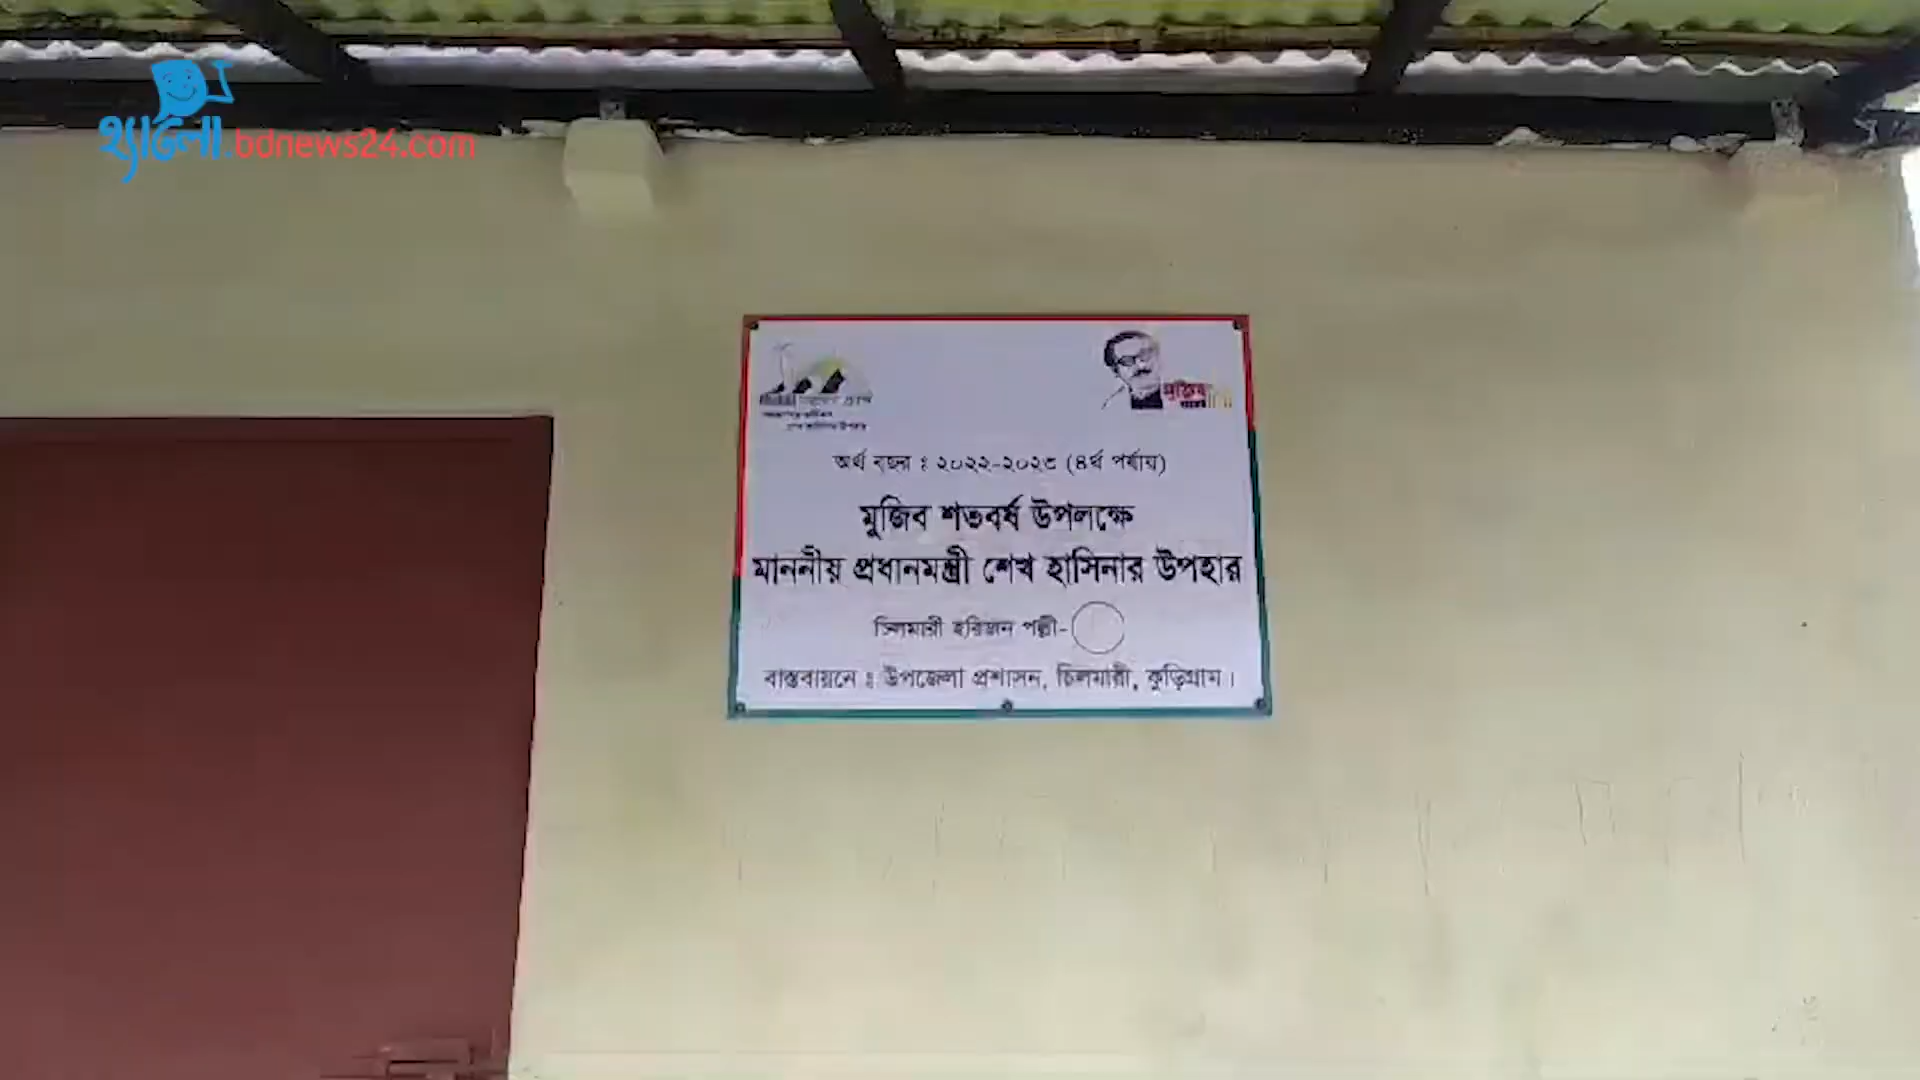 হ্যালো.bdnews24.com
মুজিব
অর্থ বছর ঃ ২০২২-২০২৩ (৪র্থ পর্যায়)
মুজিব শতবর্ষ উপলক্ষে
মাননীয় প্রধানমন্ত্রী শেখ হাসিনার উপহার
চিলমারী হরিজন পল্লী-
বাস্তবায়নে ঃ উপজেলা প্রশাসন, চিলমারী, কুড়িগ্রাম।